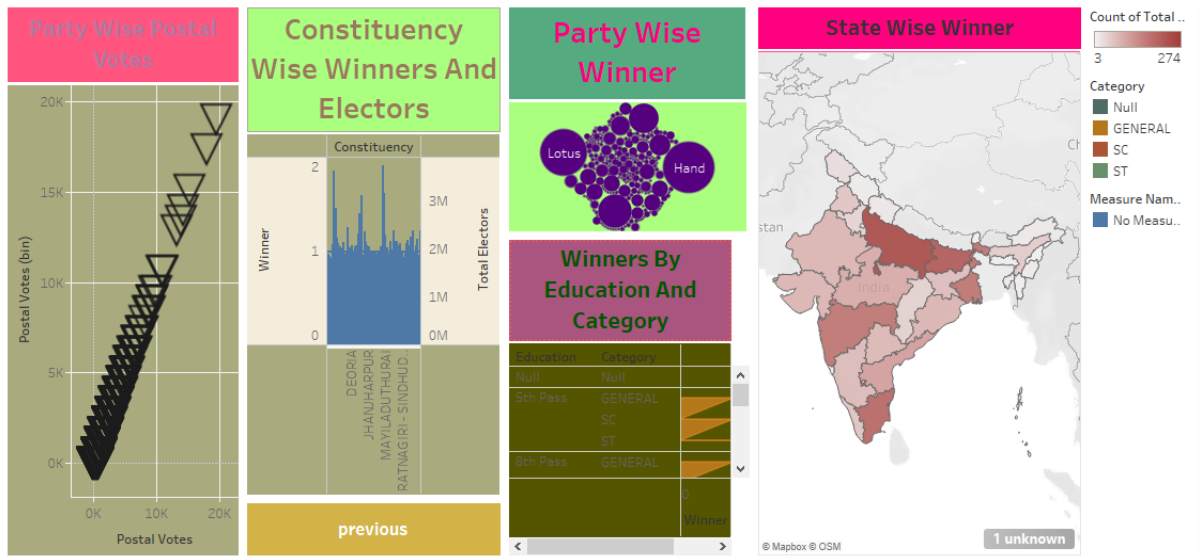 Party Wise Postal
Votes
20K
15K
10K
5K
0K
Postal Votes (bin)
0K
10K
20K
Postal Votes
Constituency
Wise Winners And
Electors
Constituency
2
1
0
Winner
3M
2M
1M
0M
Total Electors
DEORIA
JHANJHARPUR
MAYILADUTHURAI
RATNAGIRI - SINDHUD..
previous
Party Wise
Winner
Lotus
Hand
Winners By
Education And
Category
Education Category
Null Null
5th Pass GENERAL
SC
ST
8th Pass GENERAL
0
Winner
State Wise Winner
India
stan
Ch
1 unknown
© Mapbox © OSM
Count of Total ..
3 274
Category
Null
GENERAL
SC
ST
Measure Nam..
No Measu..